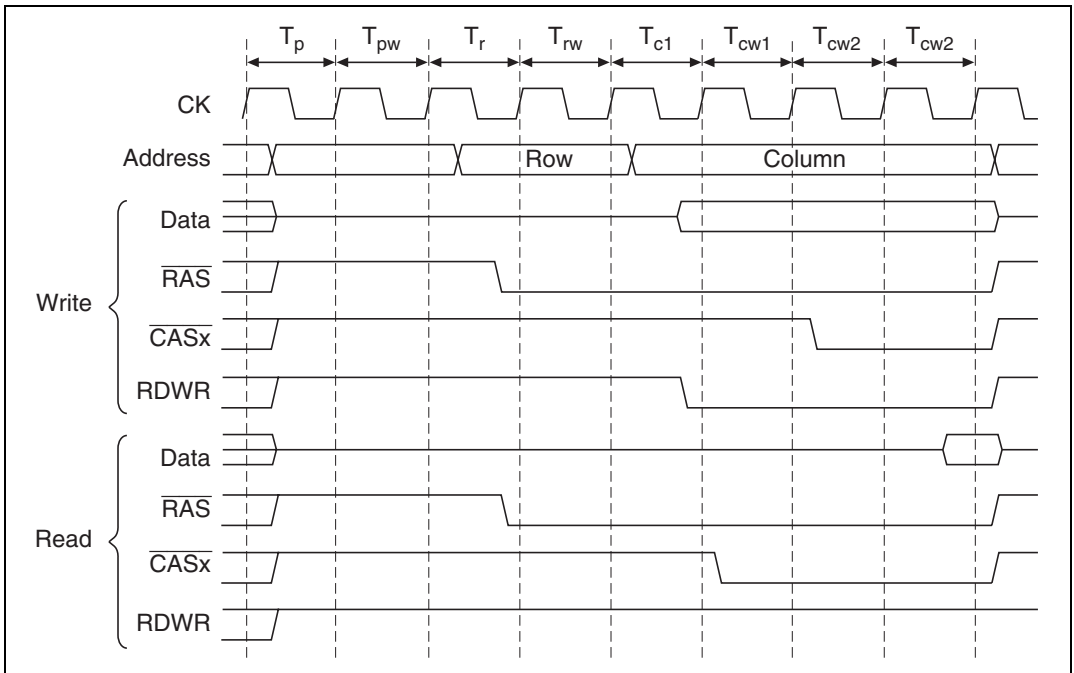 Tp Tpw Tr Trw Tc1 Tcw1 Tcw2 Tcw2
CK
Address Row Column
Write
Data
RAS
CASx
RDWR
Read
Data
RAS
CASx
RDWR